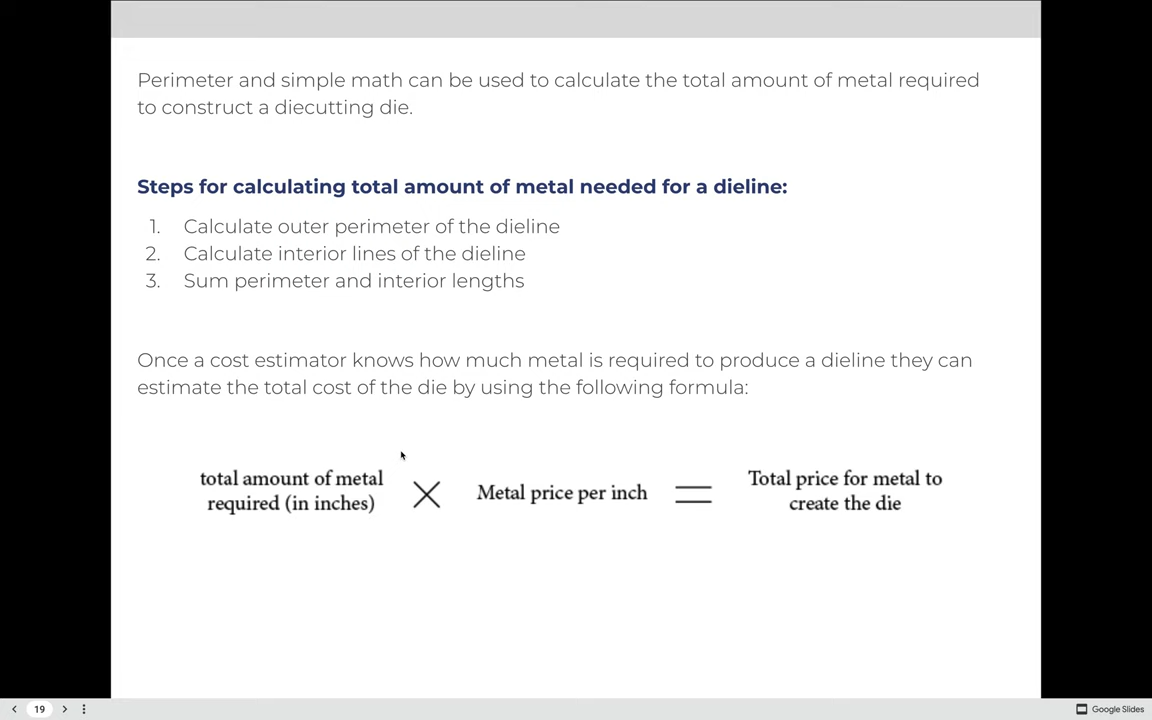 Perimeter and simple math can be used to calculate the total amount of metal required
to construct a diecutting die.
Steps for calculating total amount of metal needed for a dieline:
1. Calculate outer perimeter of the dieline
2. Calculate interior lines of the dieline
3. Sum perimeter and interior lengths
Once a cost estimator knows how much metal is required to produce a dieline they can
estimate the total cost of the die by using the following formula:
total amount of metal
required (in inches)
×
Metal price per inch
=
Total price for metal to
create the die
19
Google Slides